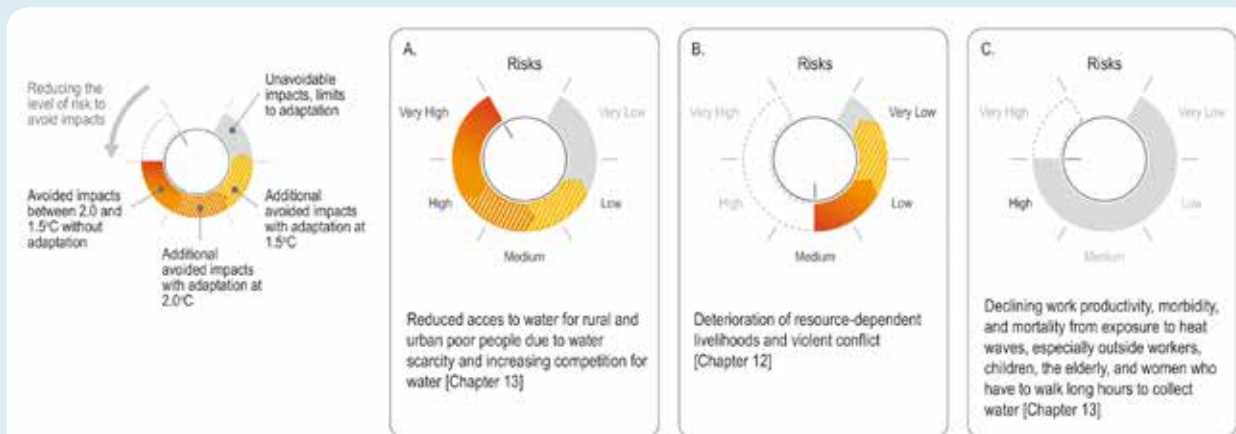 Reducing the
level of risk to
avoid impacts
Unavoidable
impacts, limits
to adaptation
Avoided impacts
between 2.0 and
1.5°C without
adaptation
Additional
avoided impacts
with adaptation at
2.0°C
Additional
avoided impacts
with adaptation at
1.5°C
A.
Risks
Very High
Very Low
High
Low
Medium
Reduced acces to water for rural and
urban poor people due to water
scarcity and increasing competition for
water [Chapter 13]
B.
Risks
Very High
Very Low
High
Low
Medium
Deterioration of resource-dependent
livelihoods and violent conflict
[Chapter 12]
C.
Risks
Very High
Very Low
High
Low
Medium
Declining work productivity, morbidity,
and mortality from exposure to heat
waves, especially outside workers,
children, the elderly, and women who
have to walk long hours to collect
water [Chapter 13]